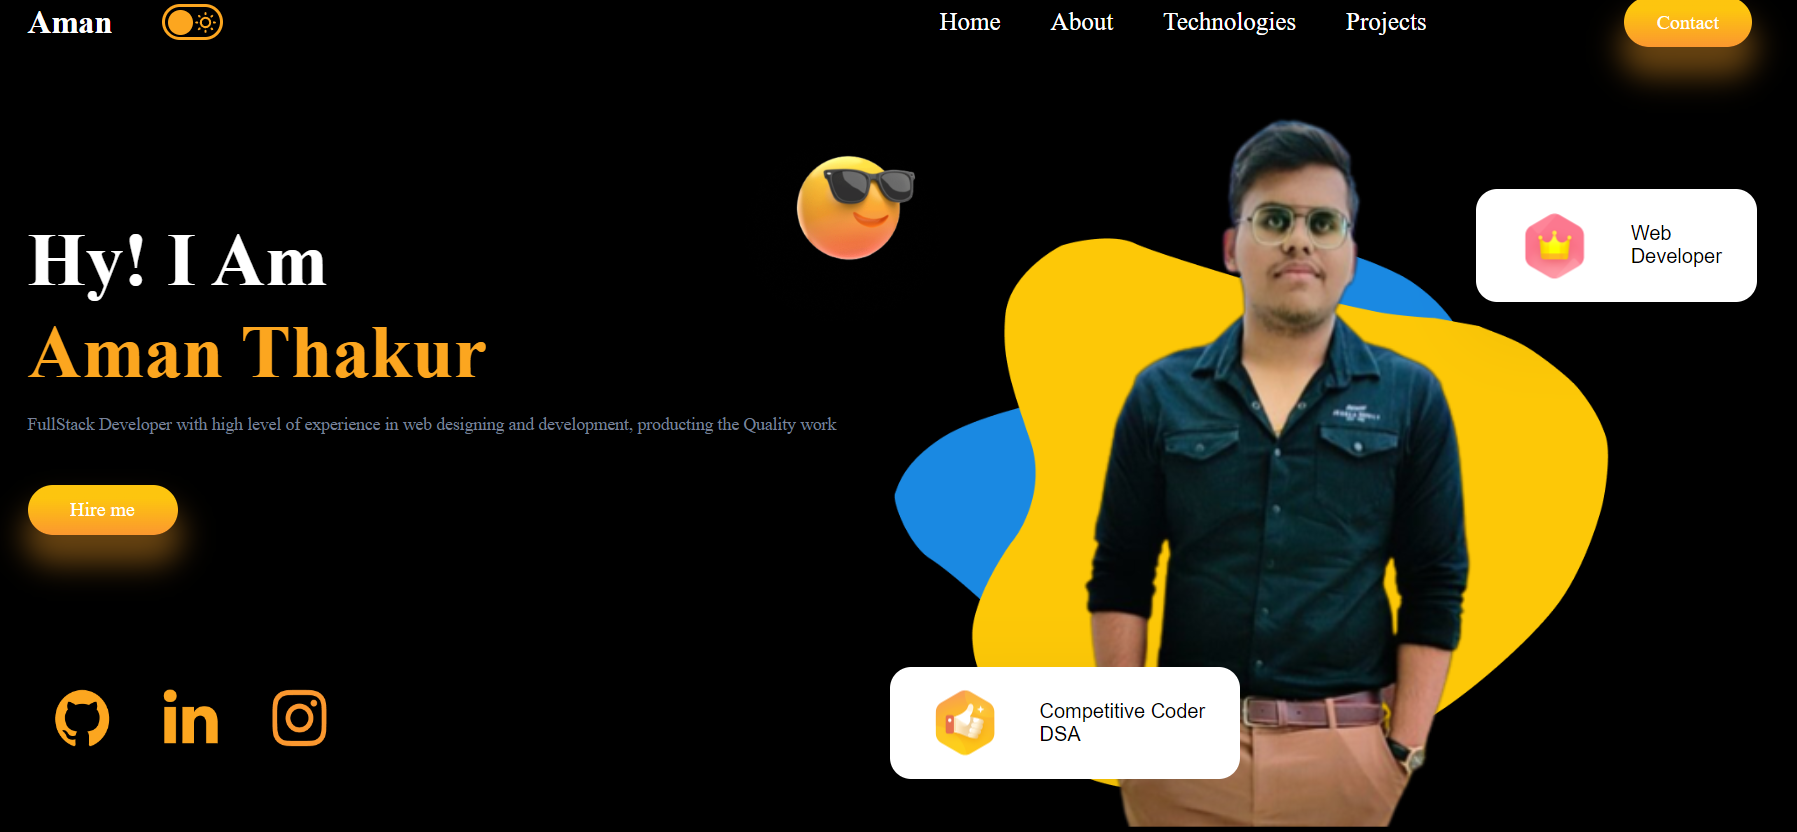 Aman
Home
About
Technologies
Projects
Contact
Hy! I Am
Aman Thakur
FullStack Developer with high level of experience in web designing and development, producting the Quality work
Hire me
Web
Developer
Competitive Coder
DSA